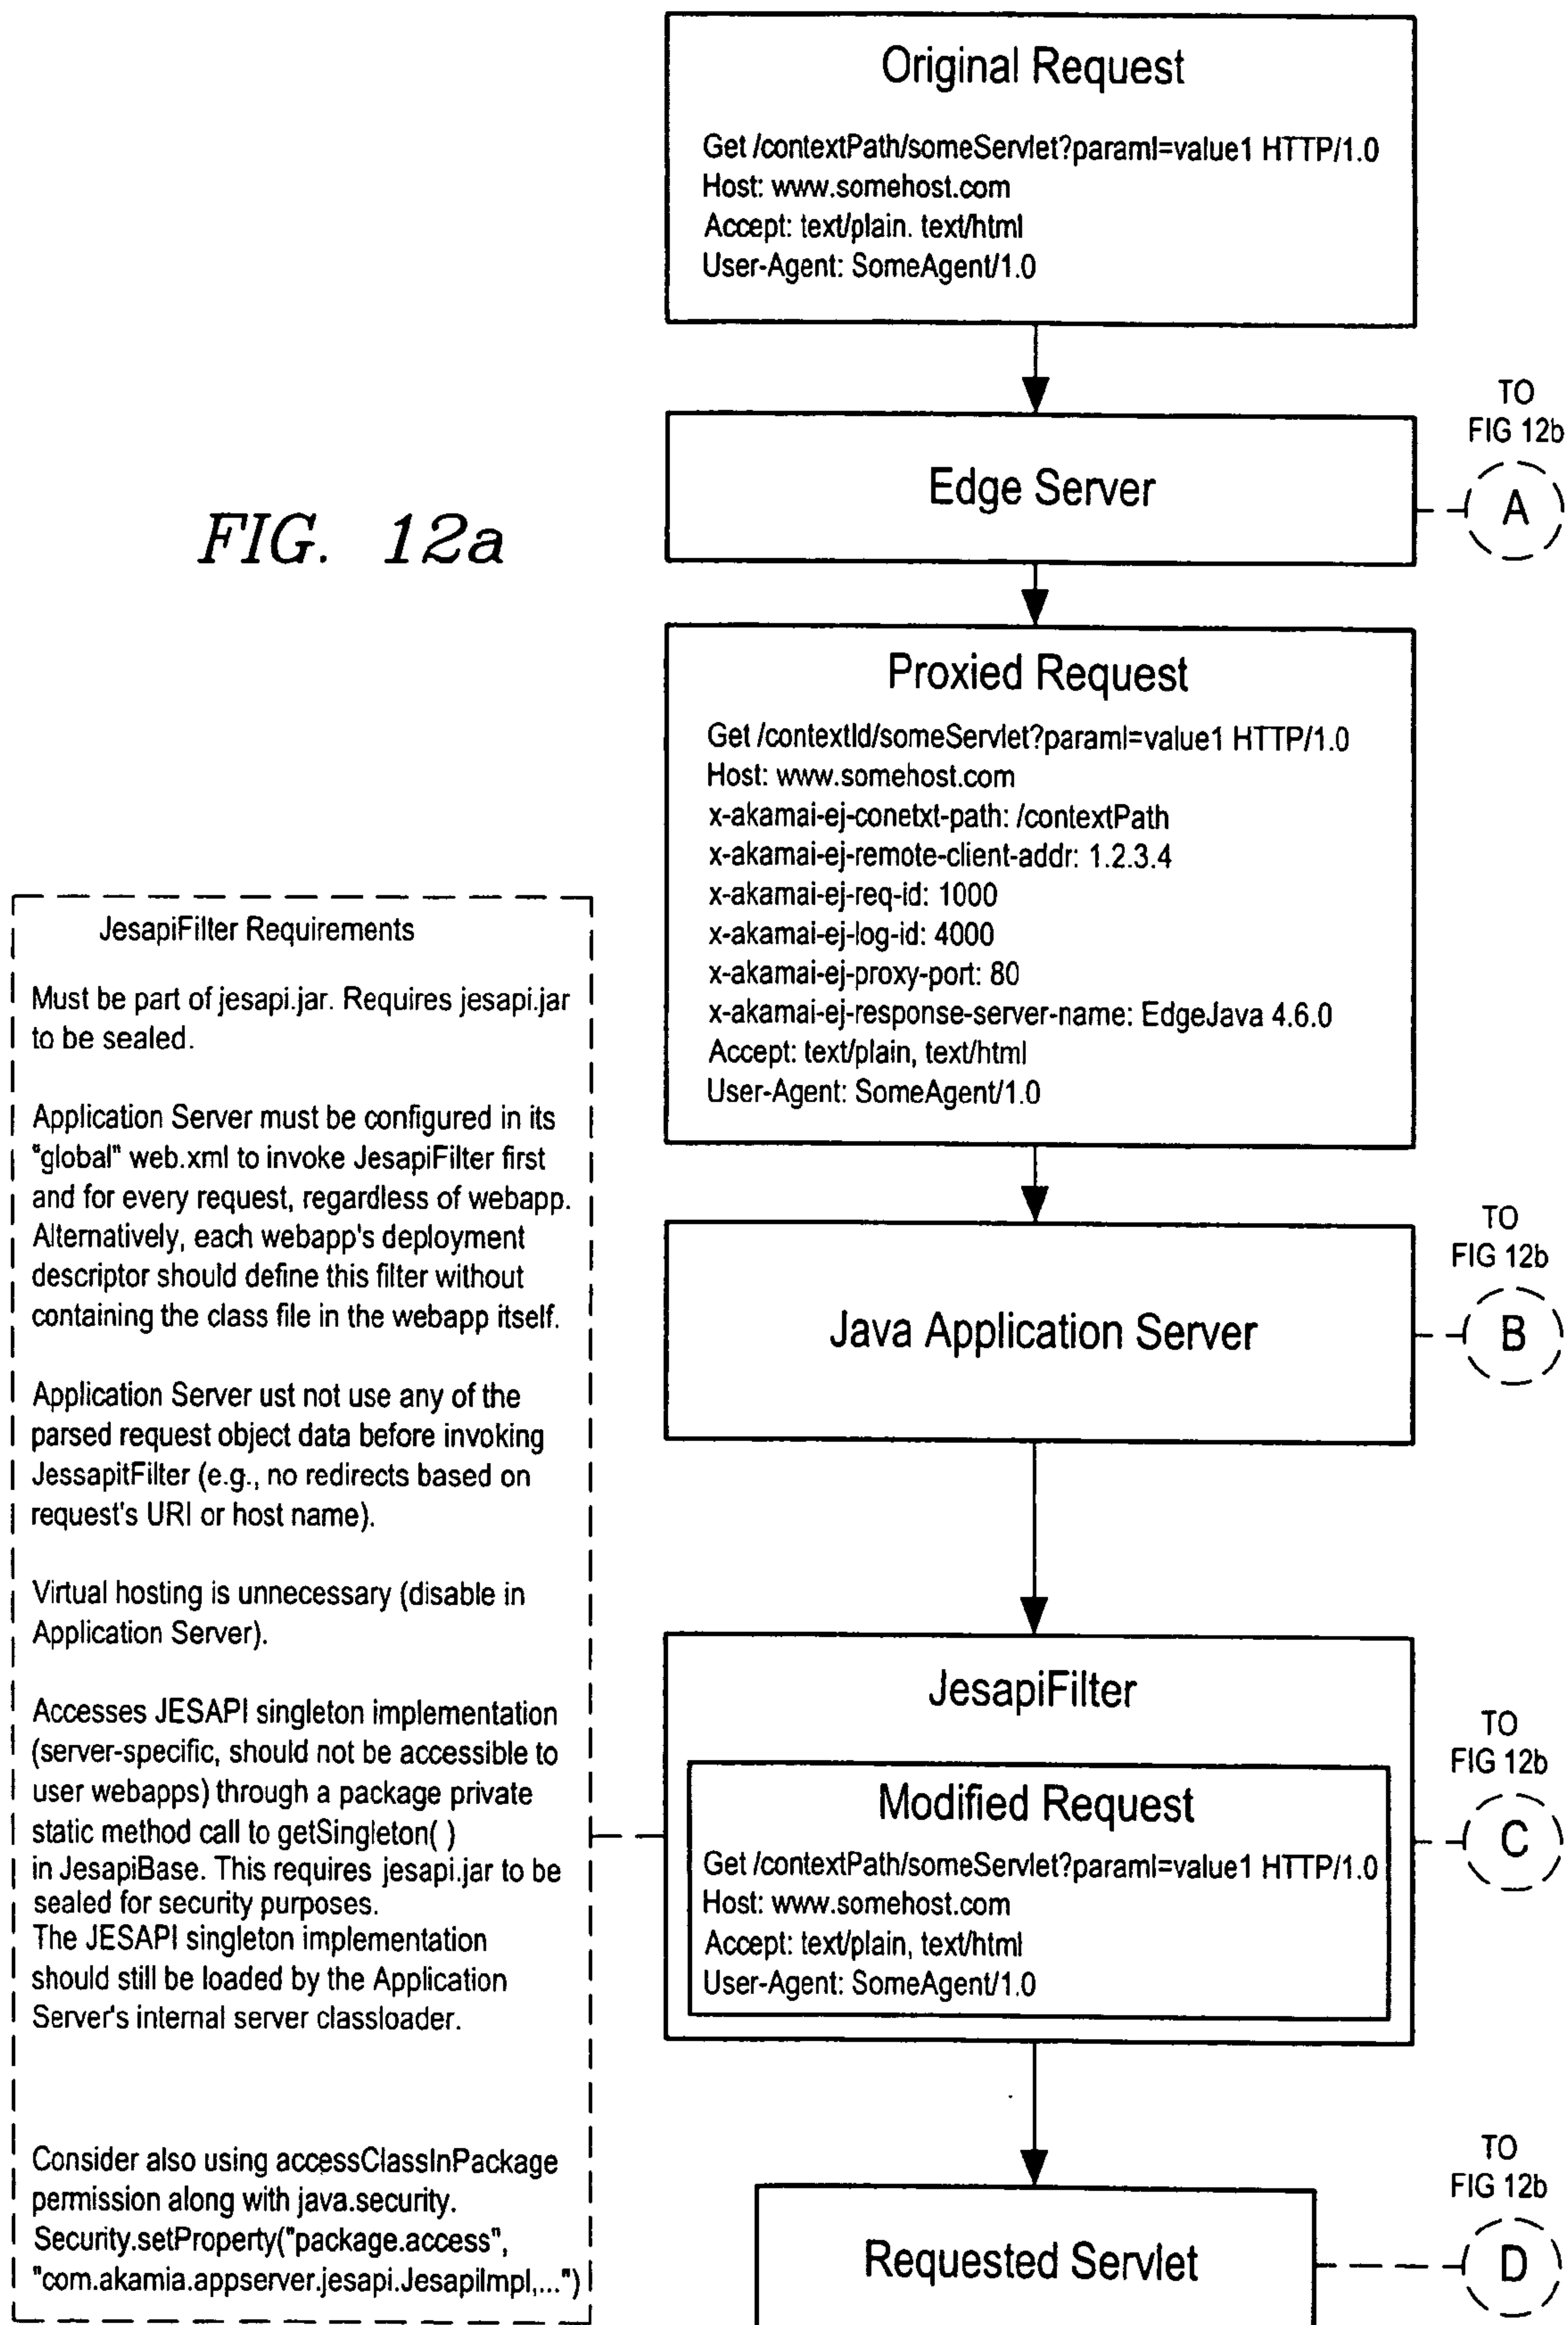 Original Request
Get /contextPath/someServlet?paraml=value1 HTTP/1.0
Host: www.somehost.com
Accept: text/plain. text/html
User-Agent: SomeAgent/1.0
TO
FIG 12b
Edge Server
A
FIG. 12a
Proxied Request
Get /contextId/someServlet?paraml=value1 HTTP/1.0
Host: www.somehost.com
x-akamai-ej-conetxt-path: /contextPath
x-akamai-ej-remote-client-addr: 1.2.3.4
x-akamai-ej-req-id: 1000
x-akamai-ej-log-id: 4000
x-akamai-ej-proxy-port: 80
x-akamai-ej-response-server-name: EdgeJava 4.6.0
Accept: text/plain, text/html
User-Agent: SomeAgent/1.0
JesapiFilter Requirements
Must be part of jesapi.jar. Requires jesapi.jar
to be sealed.
Application Server must be configured in its
"global" web.xml to invoke JesapiFilter first
and for every request, regardless of webapp.
Alternatively, each webapp's deployment
descriptor should define this filter without
containing the class file in the webapp itself.
Application Server ust not use any of the
parsed request object data before invoking
JessapitFilter (e.g., no redirects based on
request's URI or host name).
Virtual hosting is unnecessary (disable in
Application Server).
Accesses JESAPI singleton implementation
(server-specific, should not be accessible to
user webapps) through a package private
static method call to getSingleton( )
in JesapiBase. This requires jesapi.jar to be
sealed for security purposes.
The JESAPI singleton implementation
should still be loaded by the Application
Server's internal server classloader.
Consider also using accessClassInPackage
permission along with java.security.
Security.setProperty("package.access",
"com.akamia.appserver.jesapi.JesapiImpl,...")
TO
FIG 12b
Java Application Server
B
JesapiFilter
TO
FIG 12b
Modified Request
C
Get /contextPath/someServlet?paraml=value1 HTTP/1.0
Host: www.somehost.com
Accept: text/plain, text/html
User-Agent: SomeAgent/1.0
TO
FIG 12b
Requested Servlet
D